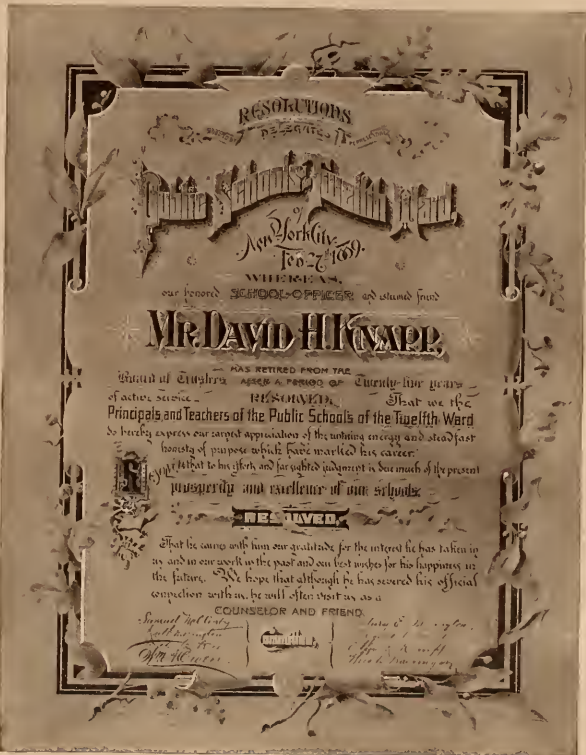 RESOLUTIONS
DELEGATES
Public Schools Twelfth Ward
of
New York City
Feb 27th 1889.
WHEREAS,
our honored SCHOOL-OFFICER and esteemed friend
MR. DAVID H. KNAPP,
HAS RETIRED FROM THE
Board of Trustees AFTER A PERIOD OF Twenty-five years
of active service RESOLVED, That we the
Principals and Teachers of the Public Schools of the Twelfth Ward
do hereby express our earnest appreciation of the untiring energy and steadfast
honesty of purpose which have marked his career.
that to his efforts and far sighted judgment is due much of the present
prosperity and excellence of our schools
RESOLVED,
That he carries with him our gratitude for the interest he has taken in
us and in our work in the past and our best wishes for his happiness in
the future. We hope that although he has severed his official
connection with us, he will often visit us as a
COUNSELOR AND FRIEND.
Samuel
Committee